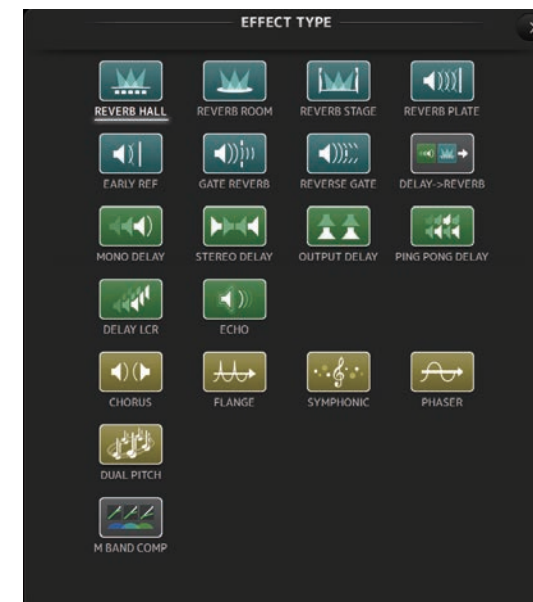 EFFECT TYPE
REVERB HALL REVERB ROOM REVERB STAGE REVERB PLATE
EARLY REF GATE REVERB REVERSE GATE DELAY->REVERB
MONO DELAY STEREO DELAY OUTPUT DELAY PING PONG DELAY
DELAY LCR ECHO
CHORUS FLANGE SYMPHONIC PHASER
DUAL PITCH
M BAND COMP